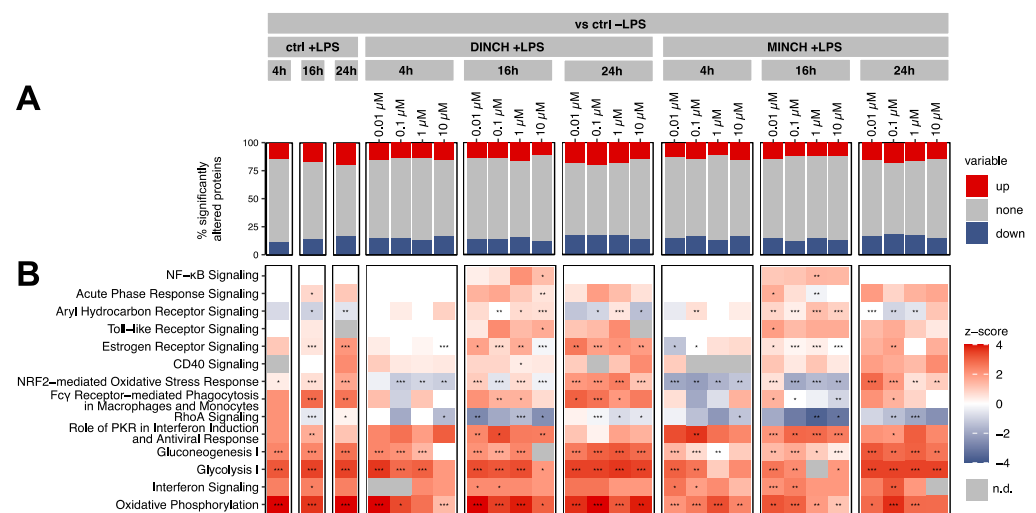 vs ctrl −LPS
ctrl +LPS DINCH +LPS MINCH +LPS
4h 16h 24h 4h 16h 24h 4h 16h 24h
A
0.01 µM 0.1 µM 1 µM 10 µM 0.01 µM 0.1 µM 1 µM 10 µM 0.01 µM 0.1 µM 1 µM 10 µM 0.01 µM 0.1 µM 1 µM 10 µM 0.01 µM 0.1 µM 1 µM 10 µM 0.01 µM 0.1 µM 1 µM 10 µM
% significantly
altered proteins
100
75
50
25
0
variable
up
none
down
B
NF−κB Signaling
Acute Phase Response Signaling
Aryl Hydrocarbon Receptor Signaling
Toll−like Receptor Signaling
Estrogen Receptor Signaling
CD40 Signaling
NRF2−mediated Oxidative Stress Response
Fcγ Receptor−mediated Phagocytosis
in Macrophages and Monocytes
RhoA Signaling
Role of PKR in Interferon Induction
and Antiviral Response
Gluconeogenesis I
Glycolysis I
Interferon Signaling
Oxidative Phosphorylation
z−score
4
2
0
−2
−4
n.d.